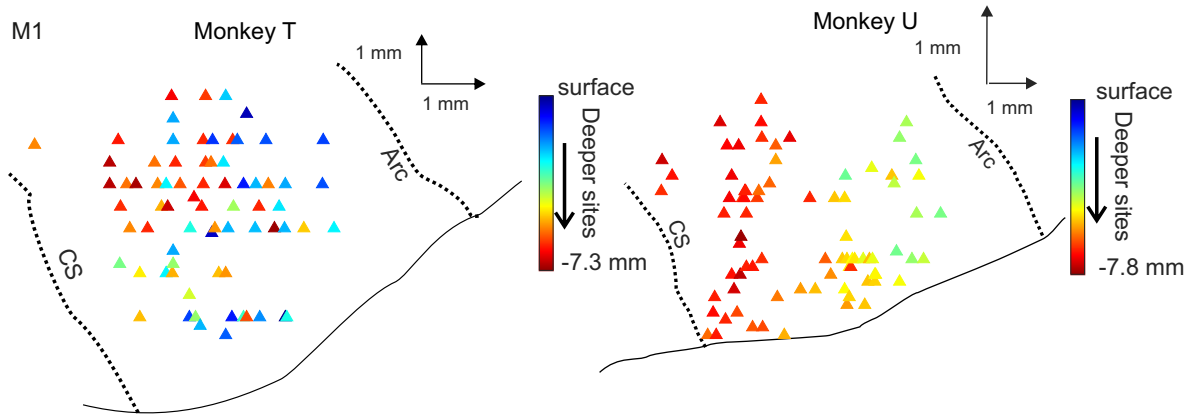 M1
Monkey T
1 mm
1 mm
surface
Deeper sites
-7.3 mm
Arc
CS
Monkey U
1 mm
1 mm
surface
Deeper sites
-7.8 mm
Arc
CS